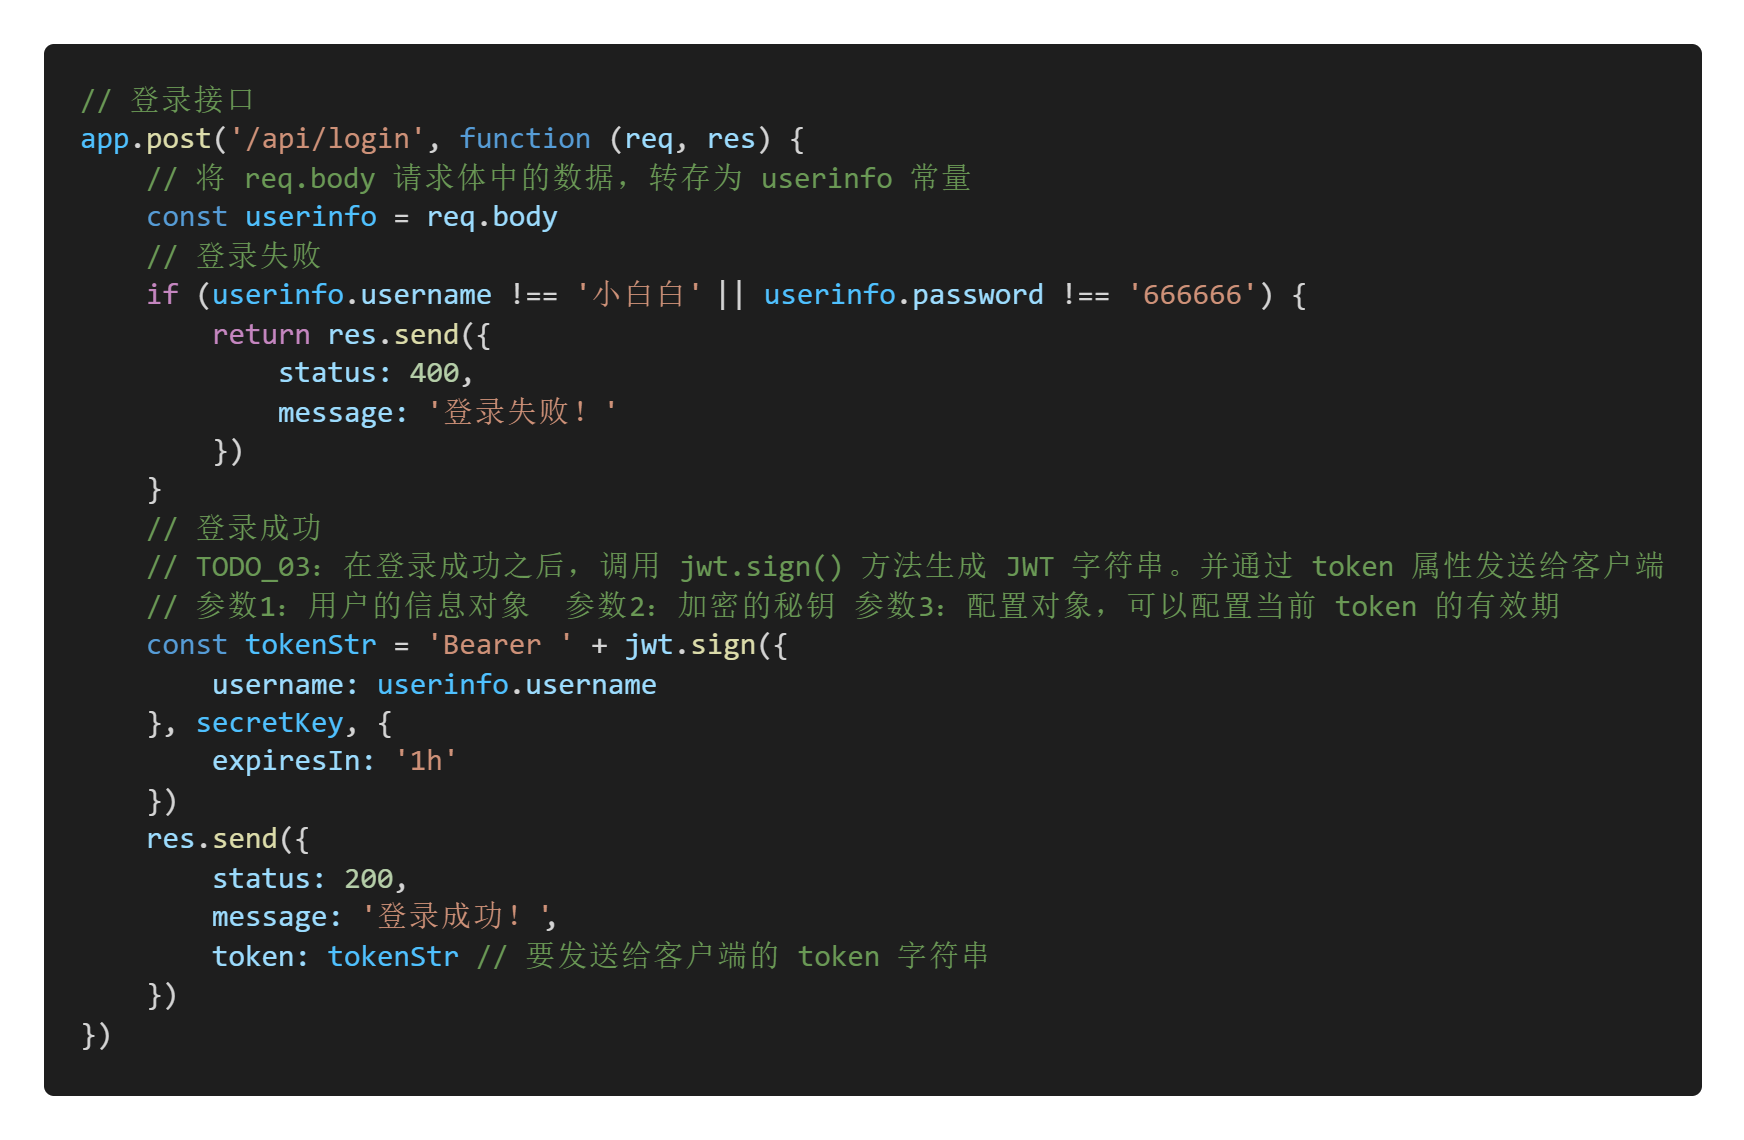 // 登录接口
app.post('/api/login', function (req, res) {
    // 将 req.body 请求体中的数据，转存为 userinfo 常量
    const userinfo = req.body
    // 登录失败
    if (userinfo.username !== '小白白' || userinfo.password !== '666666') {
        return res.send({
            status: 400,
            message: '登录失败！'
        })
    }
    // 登录成功
    // TODO_03：在登录成功之后，调用 jwt.sign() 方法生成 JWT 字符串。并通过 token 属性发送给客户端
    // 参数1：用户的信息对象  参数2：加密的秘钥 参数3：配置对象，可以配置当前 token 的有效期
    const tokenStr = 'Bearer ' + jwt.sign({
        username: userinfo.username
    }, secretKey, {
        expiresIn: '1h'
    })
    res.send({
        status: 200,
        message: '登录成功！',
        token: tokenStr // 要发送给客户端的 token 字符串
    })
})